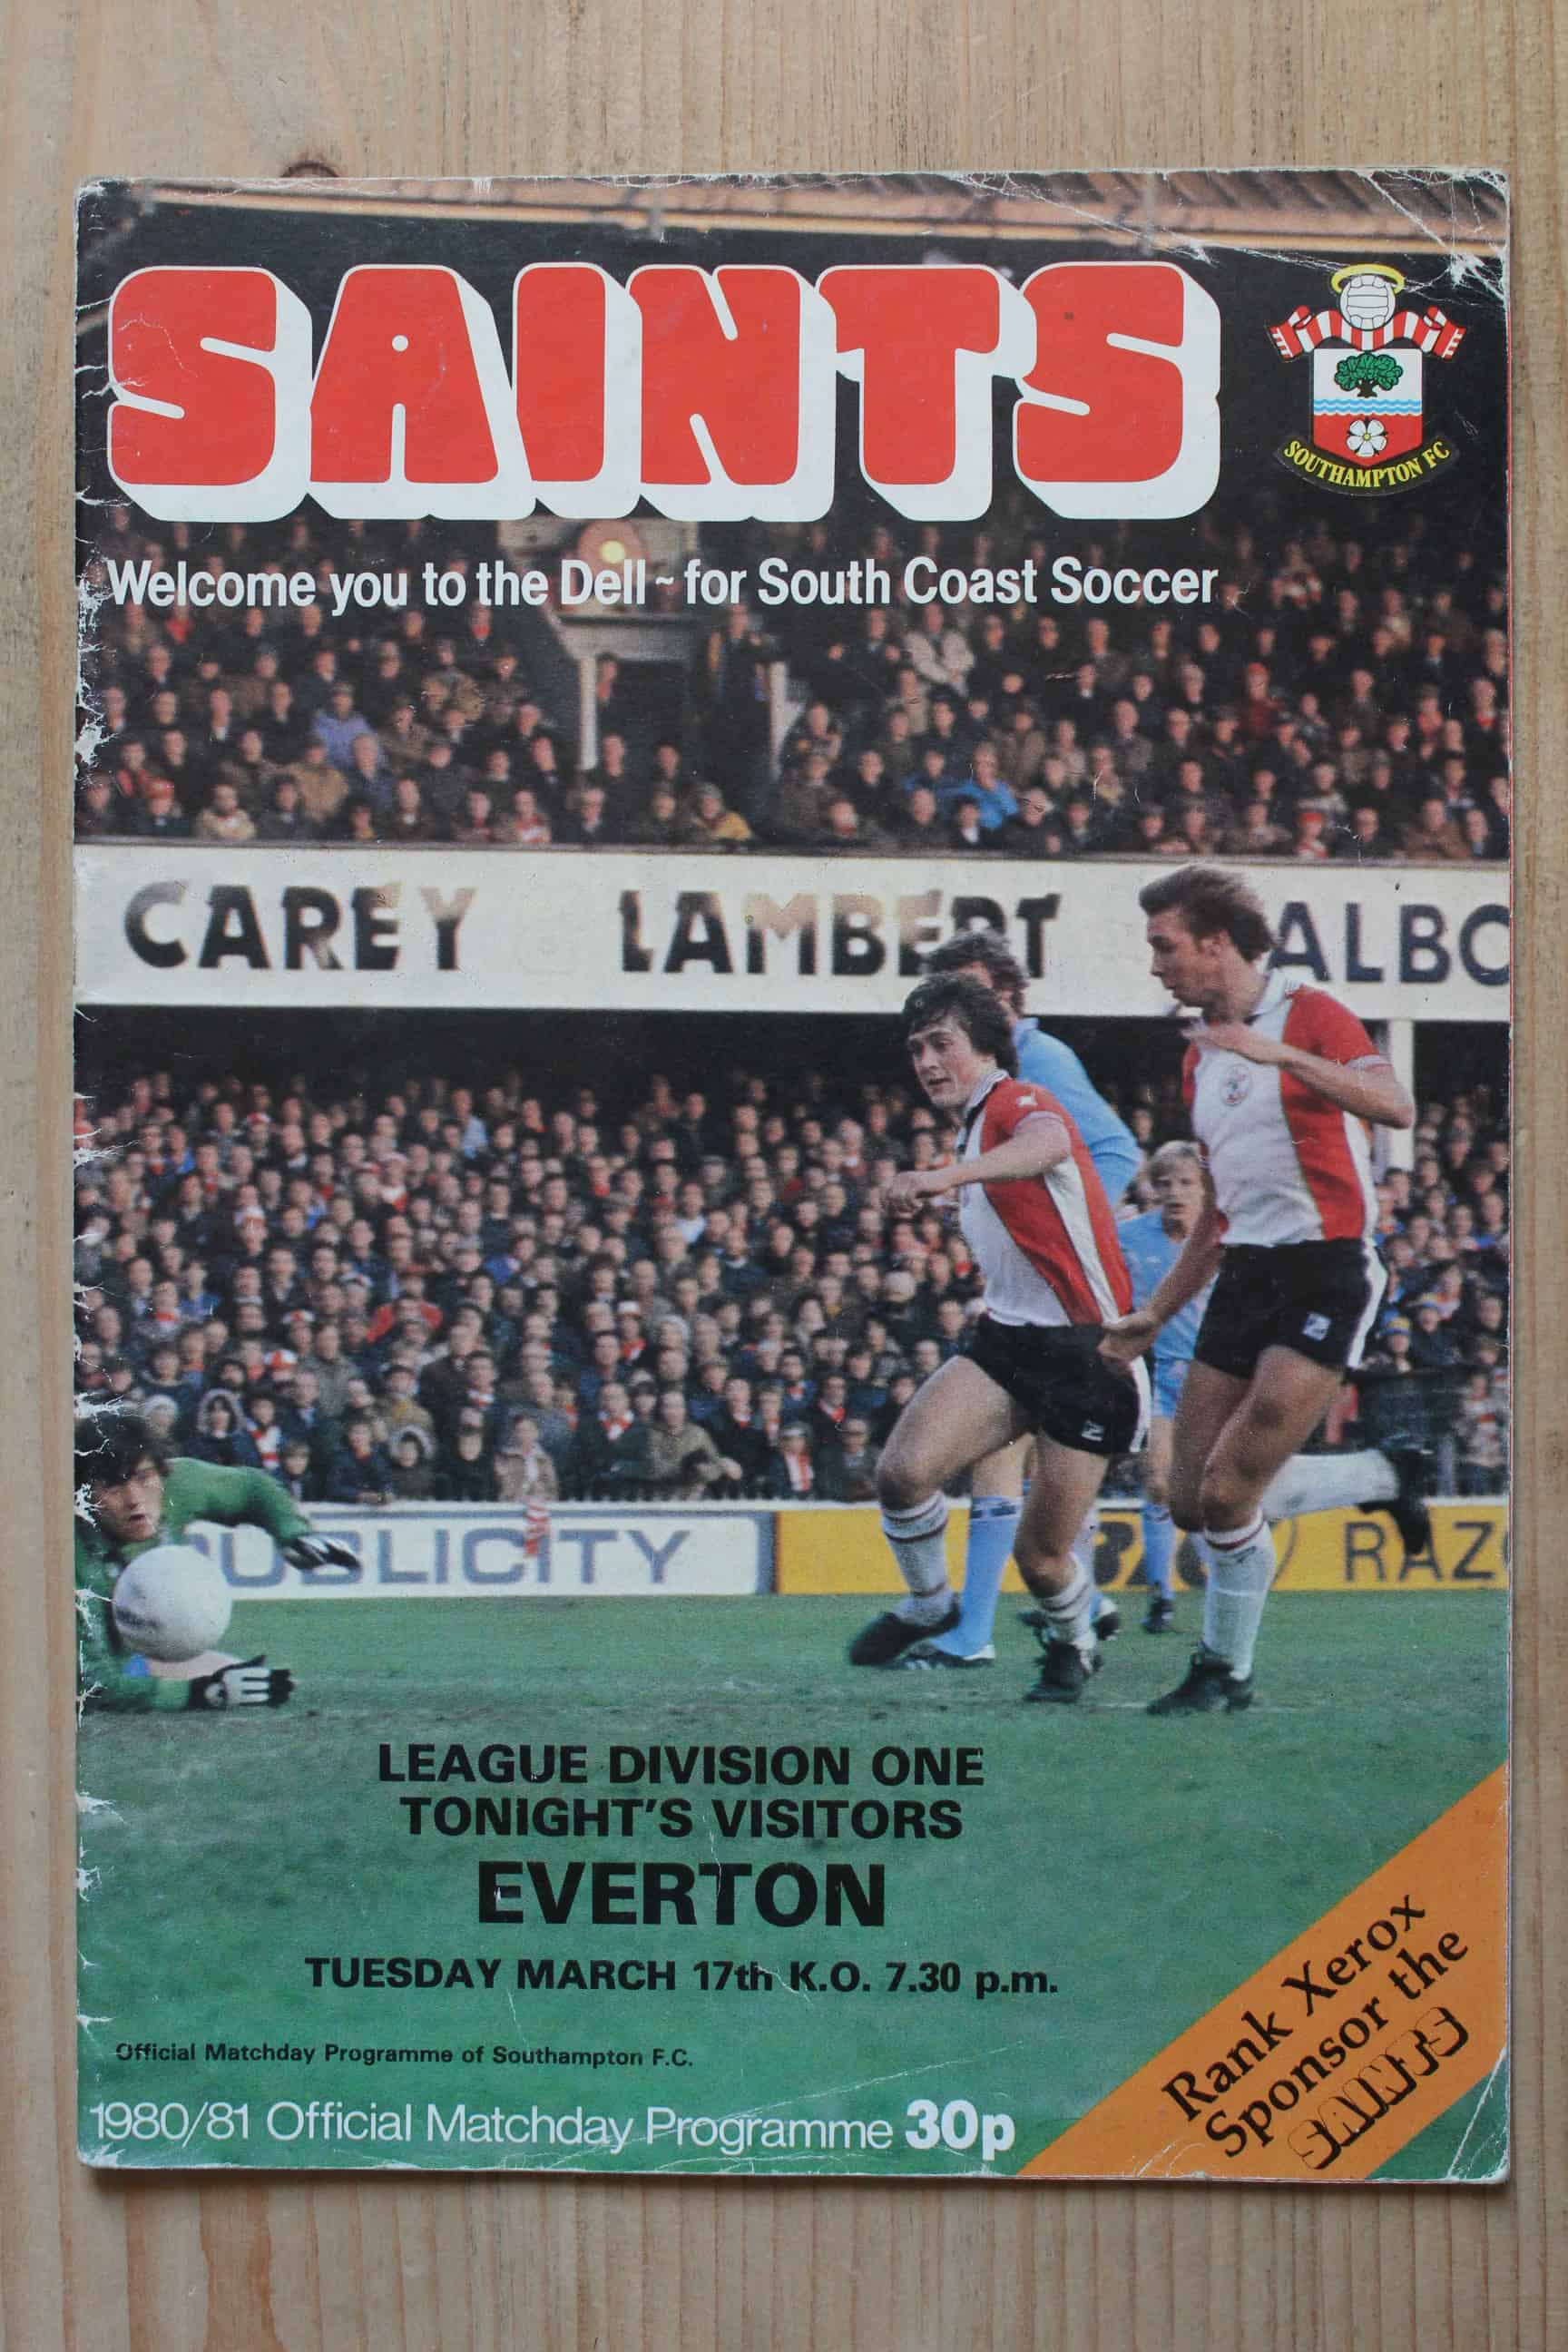 SAINTS
SOUTHAMPTON FC
Welcome you to the Dell ~ for South Coast Soccer
CAREY LAMBERT ALBO
PUBLICITY RAZ
LEAGUE DIVISION ONE
TONIGHT'S VISITORS
EVERTON
TUESDAY MARCH 17th K.O. 7.30 p.m.
Official Matchday Programme of Southampton F.C.
1980/81 Official Matchday Programme 30p
Rank Xerox
Sponsor the
SAINTS